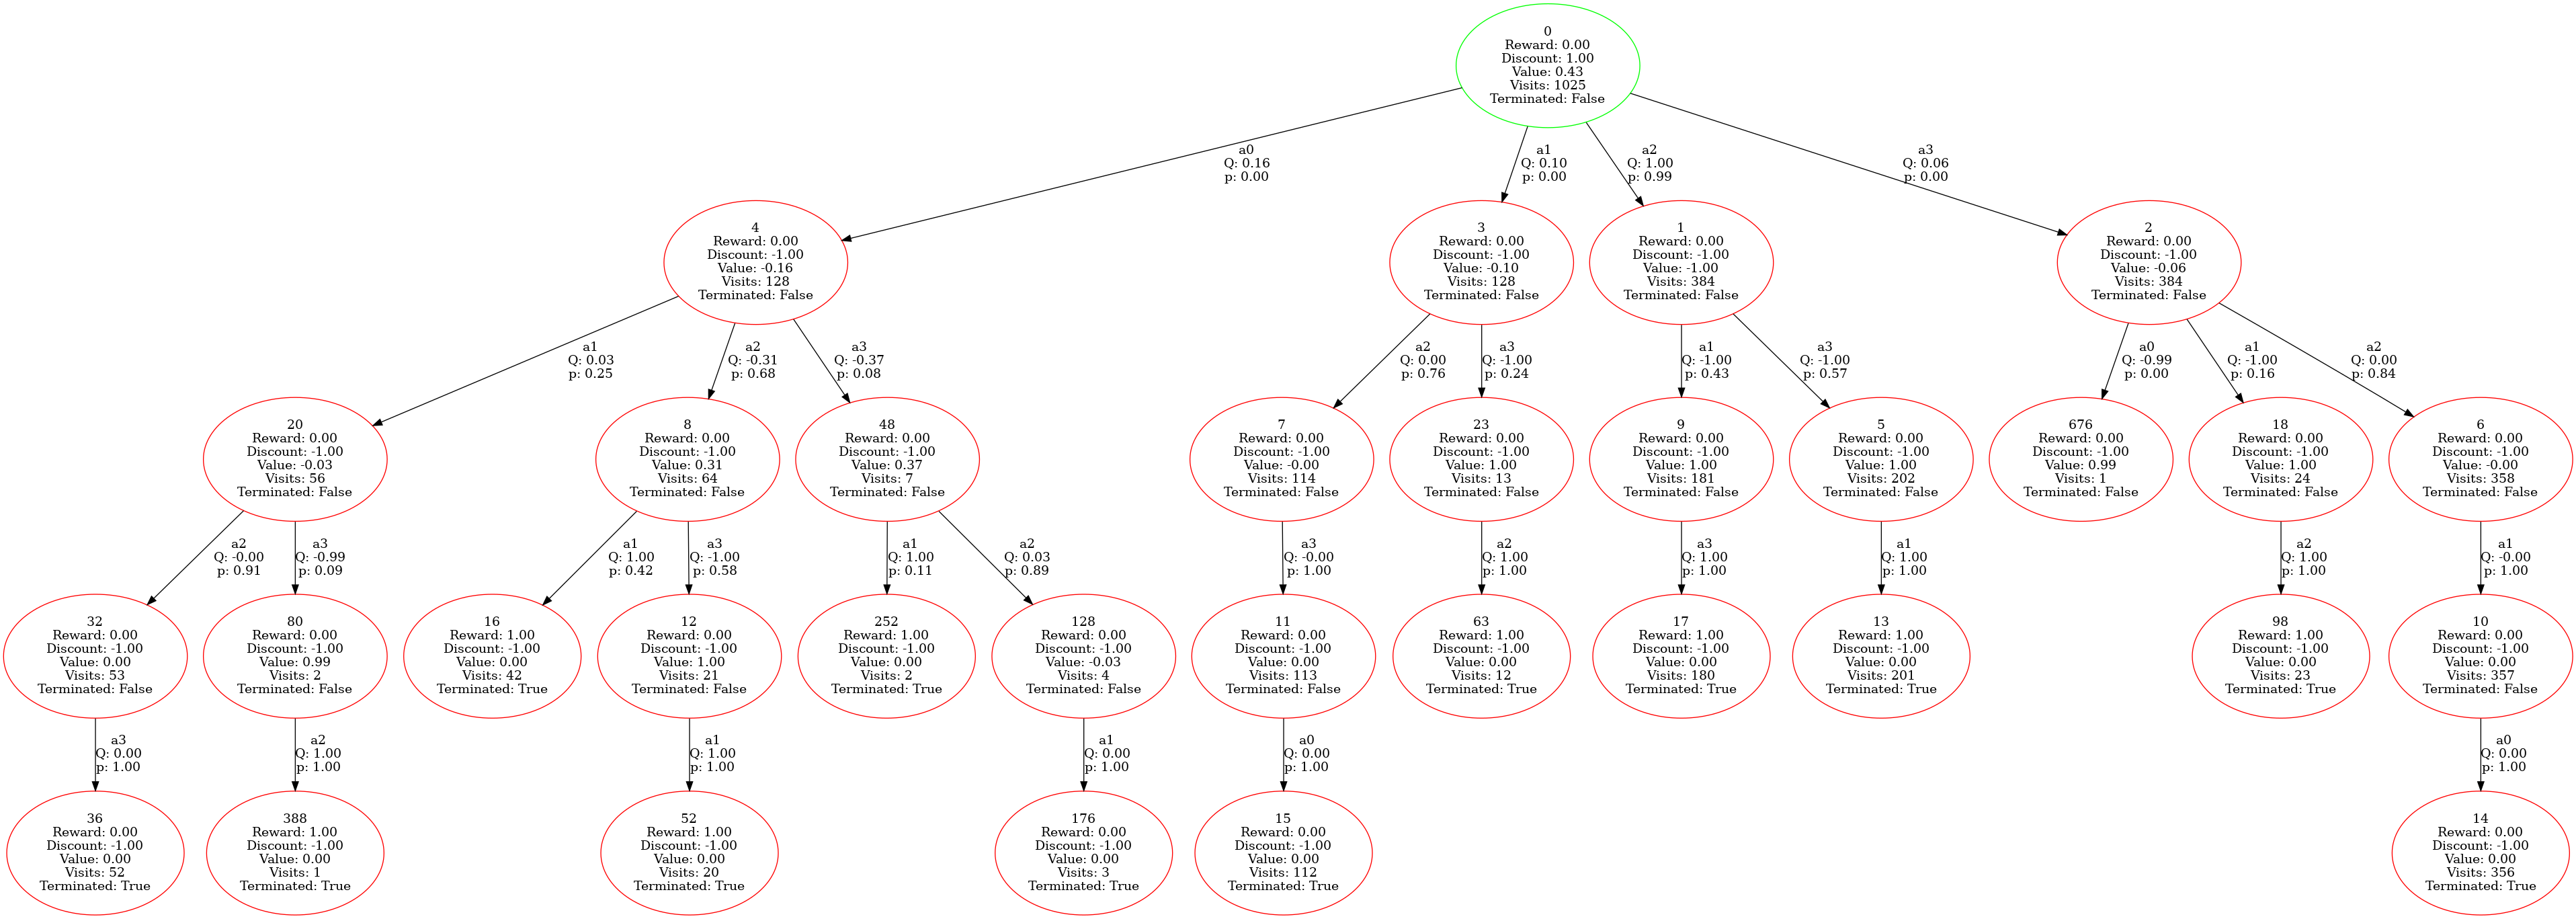 0
Reward: 0.00
Discount: 1.00
Value: 0.43
Visits: 1025
Terminated: False
a0
Q: 0.16
p: 0.00
a1
Q: 0.10
p: 0.00
a2
Q: 1.00
p: 0.99
a3
Q: 0.06
p: 0.00
4
Reward: 0.00
Discount: -1.00
Value: -0.16
Visits: 128
Terminated: False
3
Reward: 0.00
Discount: -1.00
Value: -0.10
Visits: 128
Terminated: False
1
Reward: 0.00
Discount: -1.00
Value: -1.00
Visits: 384
Terminated: False
2
Reward: 0.00
Discount: -1.00
Value: -0.06
Visits: 384
Terminated: False
a1
Q: 0.03
p: 0.25
a2
Q: -0.31
p: 0.68
a3
Q: -0.37
p: 0.08
a2
Q: 0.00
p: 0.76
a3
Q: -1.00
p: 0.24
a1
Q: -1.00
p: 0.43
a3
Q: -1.00
p: 0.57
a0
Q: -0.99
p: 0.00
a1
Q: -1.00
p: 0.16
a2
Q: 0.00
p: 0.84
20
Reward: 0.00
Discount: -1.00
Value: -0.03
Visits: 56
Terminated: False
8
Reward: 0.00
Discount: -1.00
Value: 0.31
Visits: 64
Terminated: False
48
Reward: 0.00
Discount: -1.00
Value: 0.37
Visits: 7
Terminated: False
7
Reward: 0.00
Discount: -1.00
Value: -0.00
Visits: 114
Terminated: False
23
Reward: 0.00
Discount: -1.00
Value: 1.00
Visits: 13
Terminated: False
9
Reward: 0.00
Discount: -1.00
Value: 1.00
Visits: 181
Terminated: False
5
Reward: 0.00
Discount: -1.00
Value: 1.00
Visits: 202
Terminated: False
676
Reward: 0.00
Discount: -1.00
Value: 0.99
Visits: 1
Terminated: False
18
Reward: 0.00
Discount: -1.00
Value: 1.00
Visits: 24
Terminated: False
6
Reward: 0.00
Discount: -1.00
Value: -0.00
Visits: 358
Terminated: False
a2
Q: -0.00
p: 0.91
a3
Q: -0.99
p: 0.09
a1
Q: 1.00
p: 0.42
a3
Q: -1.00
p: 0.58
a1
Q: 1.00
p: 0.11
a2
Q: 0.03
p: 0.89
a3
Q: -0.00
p: 1.00
a2
Q: 1.00
p: 1.00
a3
Q: 1.00
p: 1.00
a1
Q: 1.00
p: 1.00
a2
Q: 1.00
p: 1.00
a1
Q: -0.00
p: 1.00
32
Reward: 0.00
Discount: -1.00
Value: 0.00
Visits: 53
Terminated: False
80
Reward: 0.00
Discount: -1.00
Value: 0.99
Visits: 2
Terminated: False
16
Reward: 1.00
Discount: -1.00
Value: 0.00
Visits: 42
Terminated: True
12
Reward: 0.00
Discount: -1.00
Value: 1.00
Visits: 21
Terminated: False
252
Reward: 1.00
Discount: -1.00
Value: 0.00
Visits: 2
Terminated: True
128
Reward: 0.00
Discount: -1.00
Value: -0.03
Visits: 4
Terminated: False
11
Reward: 0.00
Discount: -1.00
Value: 0.00
Visits: 113
Terminated: False
63
Reward: 1.00
Discount: -1.00
Value: 0.00
Visits: 12
Terminated: True
17
Reward: 1.00
Discount: -1.00
Value: 0.00
Visits: 180
Terminated: True
13
Reward: 1.00
Discount: -1.00
Value: 0.00
Visits: 201
Terminated: True
98
Reward: 1.00
Discount: -1.00
Value: 0.00
Visits: 23
Terminated: True
10
Reward: 0.00
Discount: -1.00
Value: 0.00
Visits: 357
Terminated: False
a3
Q: 0.00
p: 1.00
a2
Q: 1.00
p: 1.00
a1
Q: 1.00
p: 1.00
a1
Q: 0.00
p: 1.00
a0
Q: 0.00
p: 1.00
a0
Q: 0.00
p: 1.00
36
Reward: 0.00
Discount: -1.00
Value: 0.00
Visits: 52
Terminated: True
388
Reward: 1.00
Discount: -1.00
Value: 0.00
Visits: 1
Terminated: True
52
Reward: 1.00
Discount: -1.00
Value: 0.00
Visits: 20
Terminated: True
176
Reward: 0.00
Discount: -1.00
Value: 0.00
Visits: 3
Terminated: True
15
Reward: 0.00
Discount: -1.00
Value: 0.00
Visits: 112
Terminated: True
14
Reward: 0.00
Discount: -1.00
Value: 0.00
Visits: 356
Terminated: True